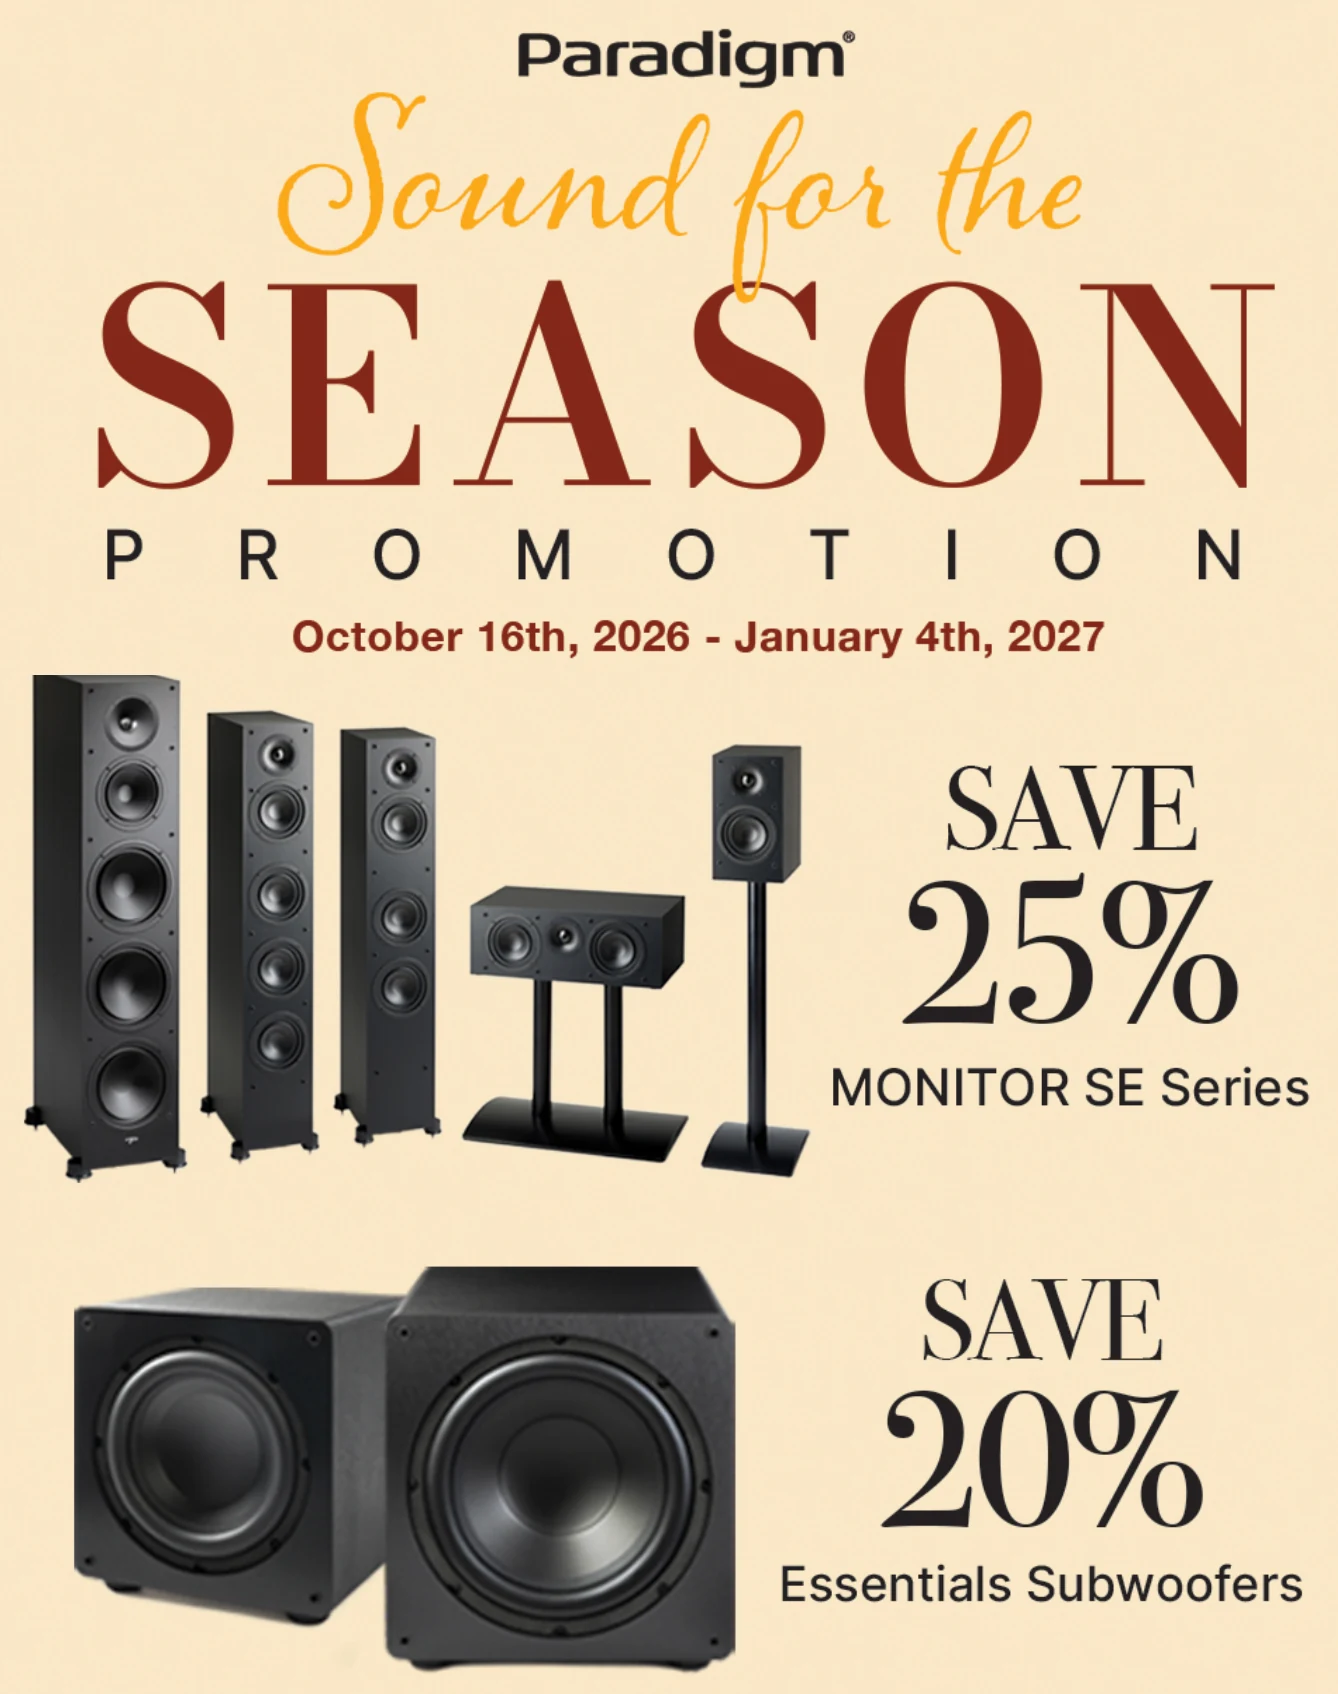 Paradigm®
Sound for the
SEASON
PROMOTION
October 16th, 2026 - January 4th, 2027
SAVE
25%
MONITOR SE Series
SAVE
20%
Essentials Subwoofers